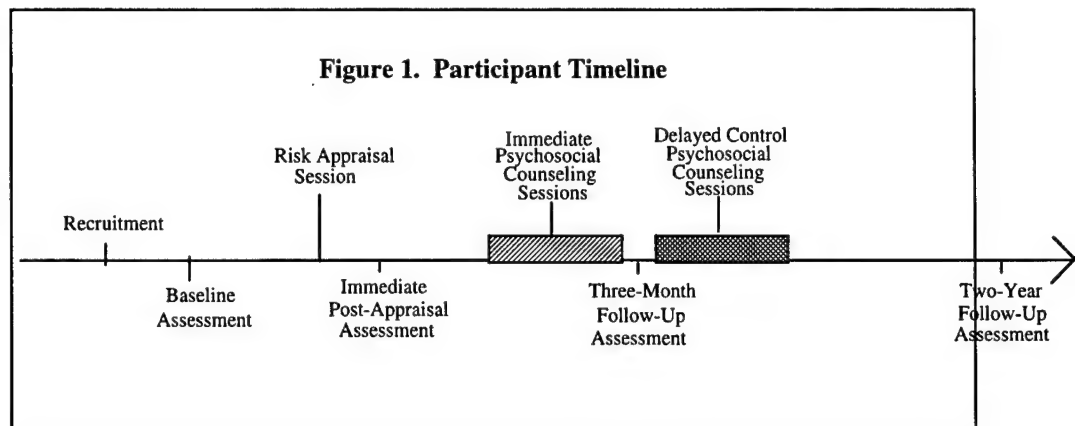 Figure 1. Participant Timeline
Immediate
Psychosocial
Counseling
Sessions
Delayed Control
Psychosocial
Counseling
Sessions
Risk Appraisal
Session
Recruitment
Baseline
Assessment
Immediate
Post-Appraisal
Assessment
Three-Month
Follow-Up
Assessment
Two-Year
Follow-Up
Assessment